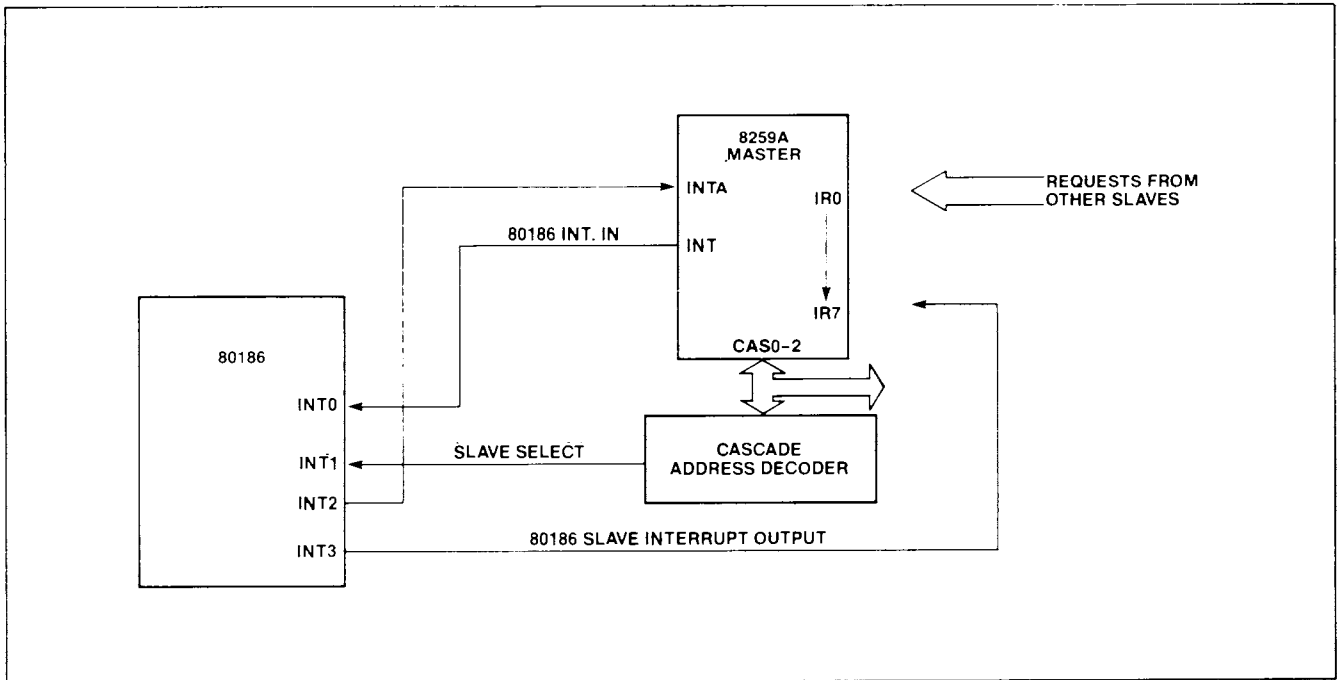 8259A
MASTER
INTA
IR0
REQUESTS FROM
OTHER SLAVES
80186 INT. IN
INT
IR7
CAS0-2
80186
INT0
SLAVE SELECT
CASCADE
ADDRESS DECODER
INT1
INT2
80186 SLAVE INTERRUPT OUTPUT
INT3